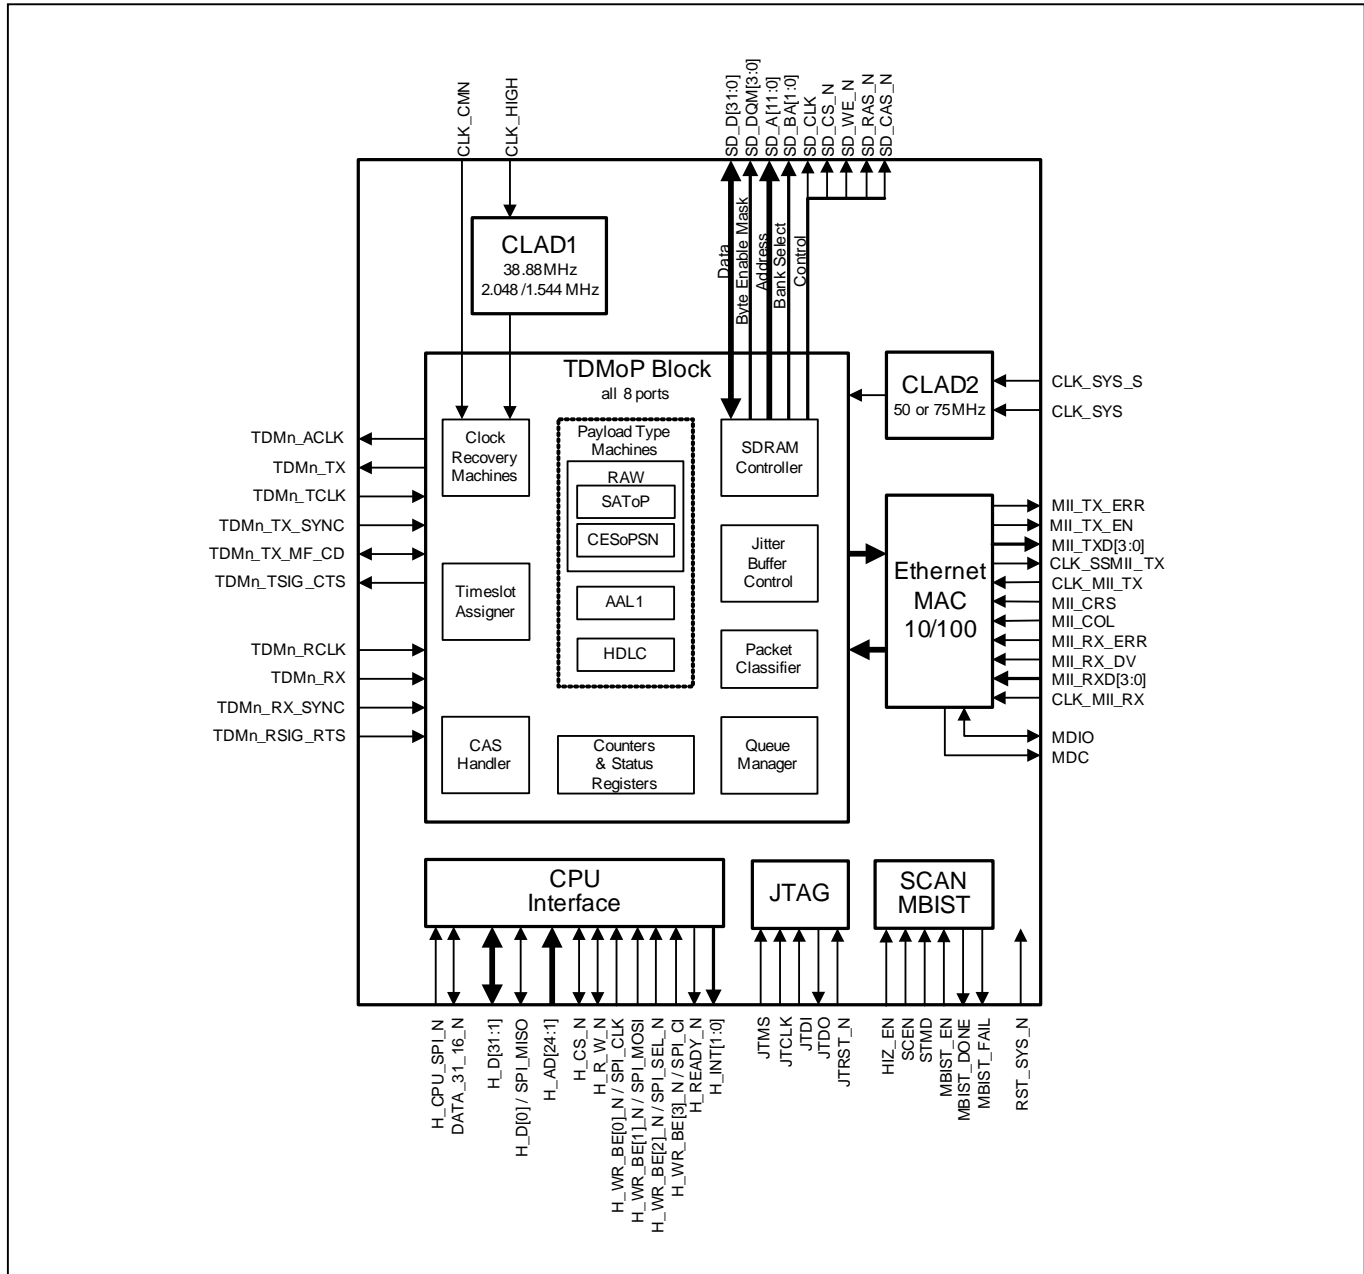 CLK_CMN
CLK_HIGH
SD_D[31:0]
SD_DQM[3:0]
SD_A[11:0]
SD_BA[1:0]
SD_CLK
SD_CS_N
SD_WE_N
SD_RAS_N
SD_CAS_N
CLAD1
38.88MHz
2.048 /1.544 MHz
Data
Byte Enable Mask
Address
Bank Select
Control
TDMoP Block
all 8 ports
CLAD2
50 or 75MHz
CLK_SYS_S
CLK_SYS
Clock
Recovery
Machines
Payload Type
Machines
RAW
SAToP
CESoPSN
AAL1
HDLC
SDRAM
Controller
Jitter
Buffer
Control
Timeslot
Assigner
Packet
Classifier
CAS
Handler
Counters
& Status
Registers
Queue
Manager
TDMn_ACLK
TDMn_TX
TDMn_TCLK
TDMn_TX_SYNC
TDMn_TX_MF_CD
TDMn_TSIG_CTS
TDMn_RCLK
TDMn_RX
TDMn_RX_SYNC
TDMn_RSIG_RTS
Ethernet
MAC
10/100
MII_TX_ERR
MII_TX_EN
MII_TXD[3:0]
CLK_SSMII_TX
CLK_MII_TX
MII_CRS
MII_COL
MII_RX_ERR
MII_RX_DV
MII_RXD[3:0]
CLK_MII_RX
MDIO
MDC
CPU
Interface
JTAG
SCAN
MBIST
H_CPU_SPI_N
DATA_31_16_N
H_D[31:1]
H_D[0] / SPI_MISO
H_AD[24:1]
H_CS_N
H_R_W_N
H_WR_BE[0]_N / SPI_CLK
H_WR_BE[1]_N / SPI_MOSI
H_WR_BE[2]_N / SPI_SEL_N
H_WR_BE[3]_N / SPI_CI
H_READY_N
H_INT[1:0]
JTMS
JTCLK
JTDI
JTDO
JTRST_N
HIZ_EN
SCEN
STMD
MBIST_EN
MBIST_DONE
MBIST_FAIL
RST_SYS_N